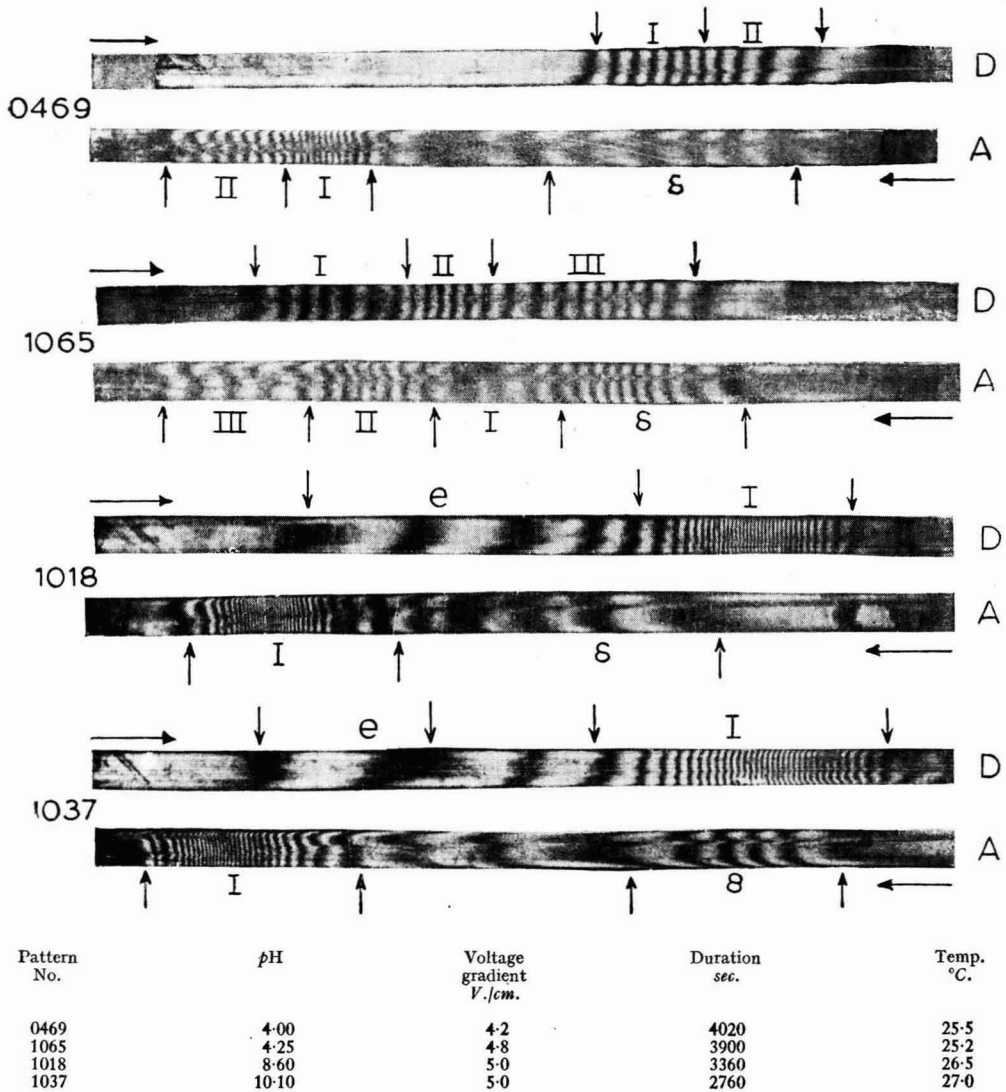 I II
D
0469
A
II I δ
I II III
D
1065
A
III II I δ
e I
D
1018
A
I δ
e I
D
1037
A
I δ
Pattern No. pH Voltage gradient V./cm. Duration sec. Temp. °C.
0469 4·00 4·2 4020 25·5
1065 4·25 4·8 3900 25·2
1018 8·60 5·0 3360 26·5
1037 10·10 5·0 2760 27·0